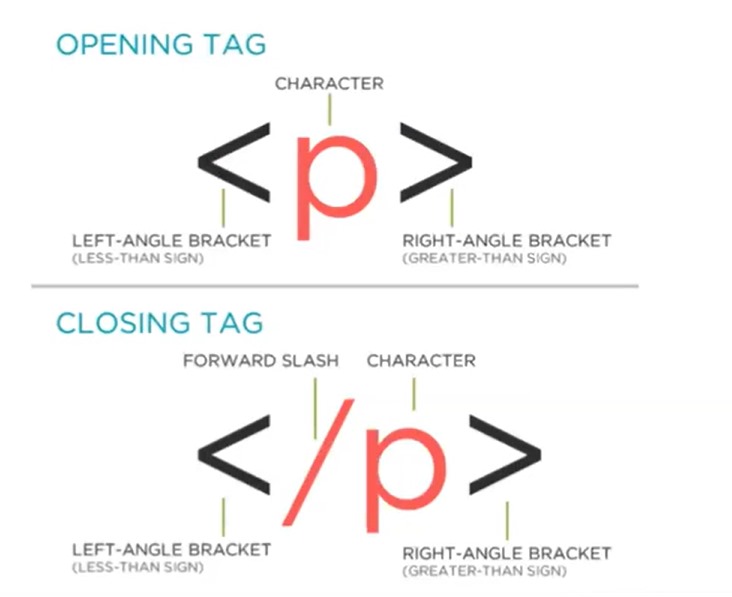 OPENING TAG
CHARACTER
<p>
LEFT-ANGLE BRACKET
(LESS-THAN SIGN)
RIGHT-ANGLE BRACKET
(GREATER-THAN SIGN)
CLOSING TAG
FORWARD SLASH
CHARACTER
</p>
LEFT-ANGLE BRACKET
(LESS-THAN SIGN)
RIGHT-ANGLE BRACKET
(GREATER-THAN SIGN)